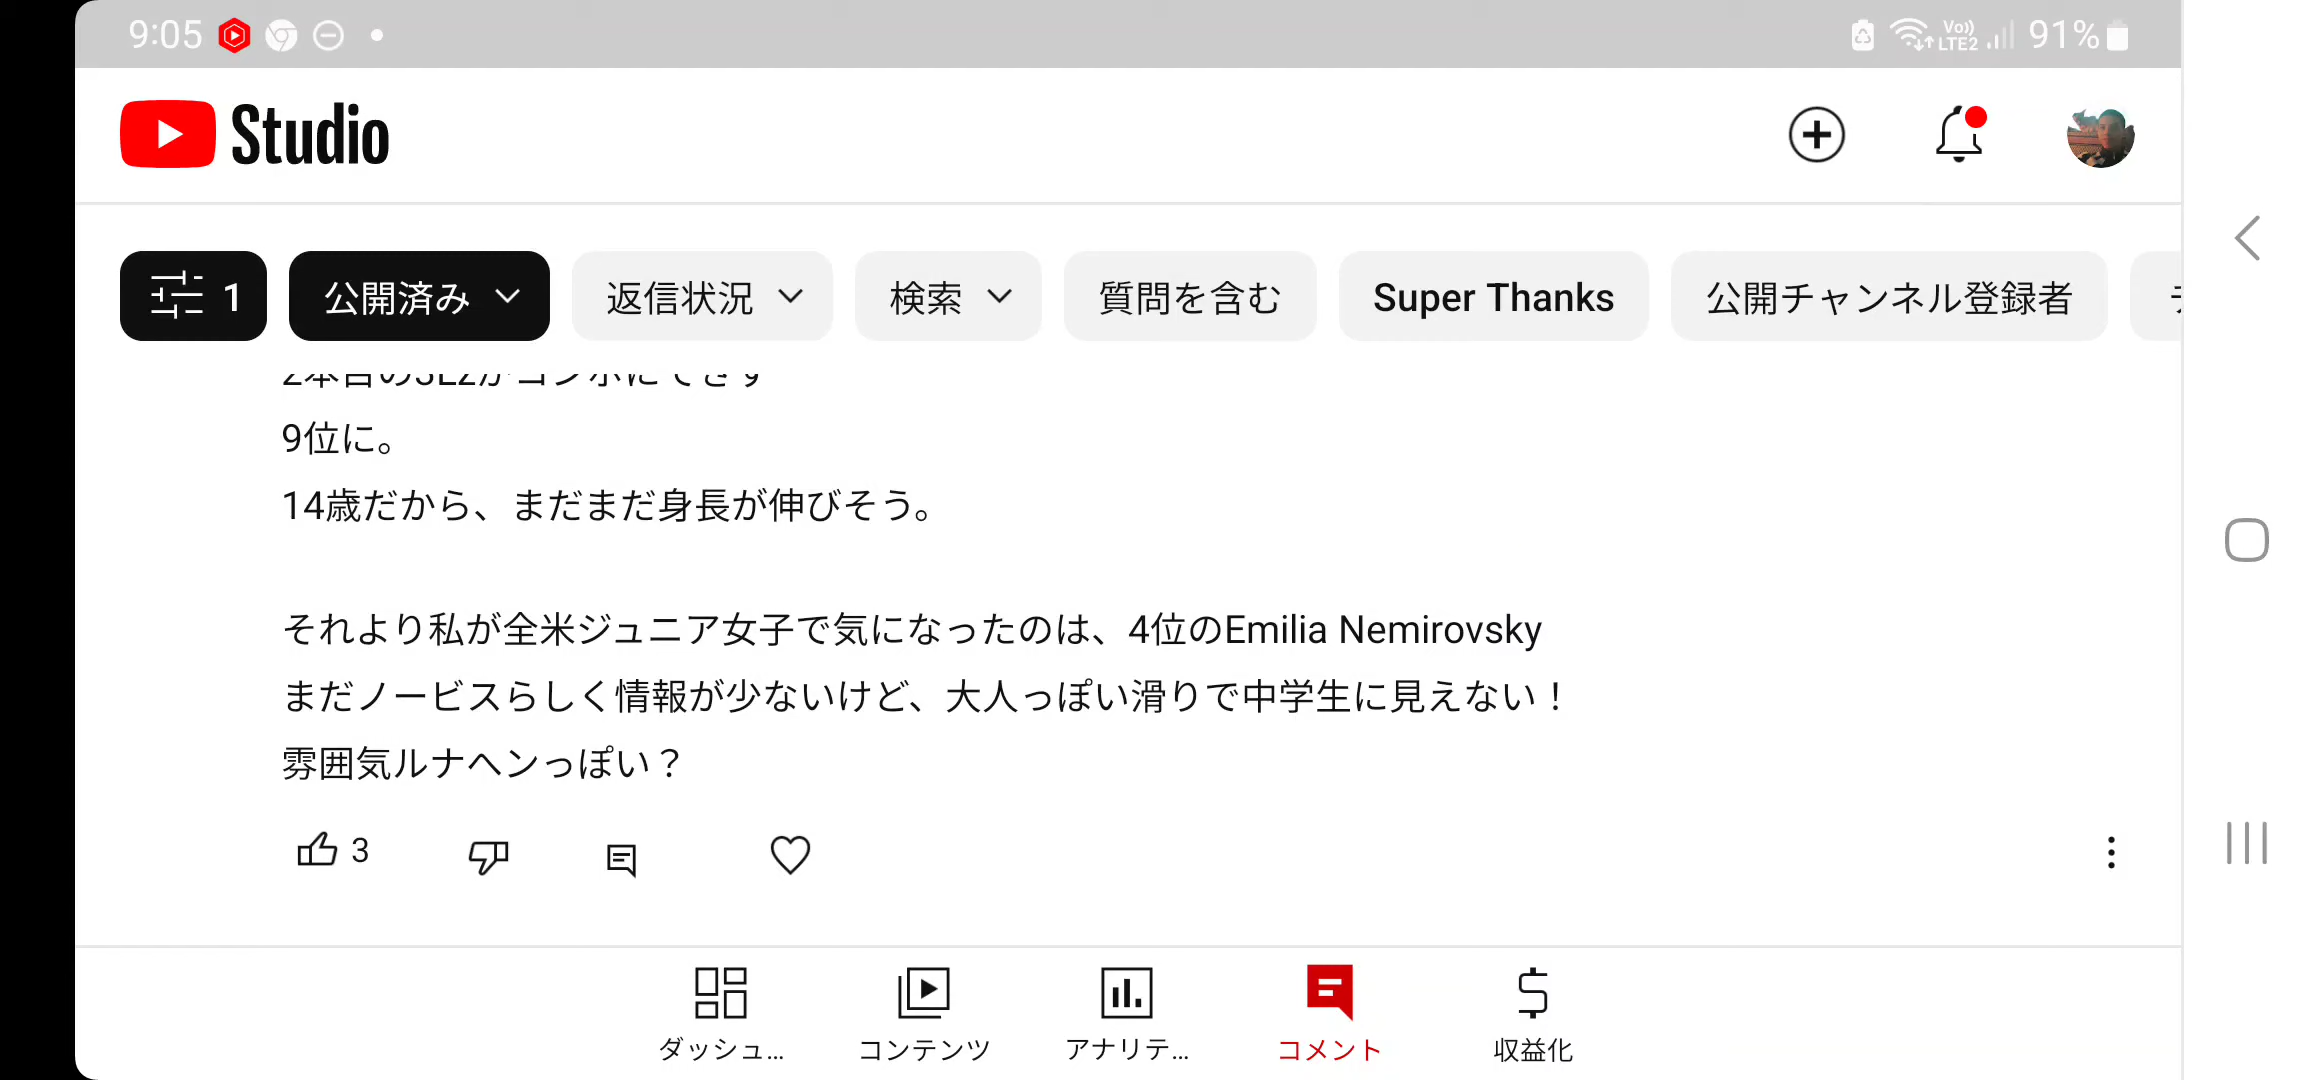 9:05
Vo)) LTE2 91%
Studio
1 公開済み 返信状況 検索 質問を含む Super Thanks 公開チャンネル登録者
9位に。
14歳だから、まだまだ身長が伸びそう。
それより私が全米ジュニア女子で気になったのは、4位のEmilia Nemirovsky
まだノービスらしく情報が少ないけど、大人っぽい滑りで中学生に見えない！
雰囲気ルナヘンっぽい？
3
ダッシュ... コンテンツ アナリテ... コメント 収益化